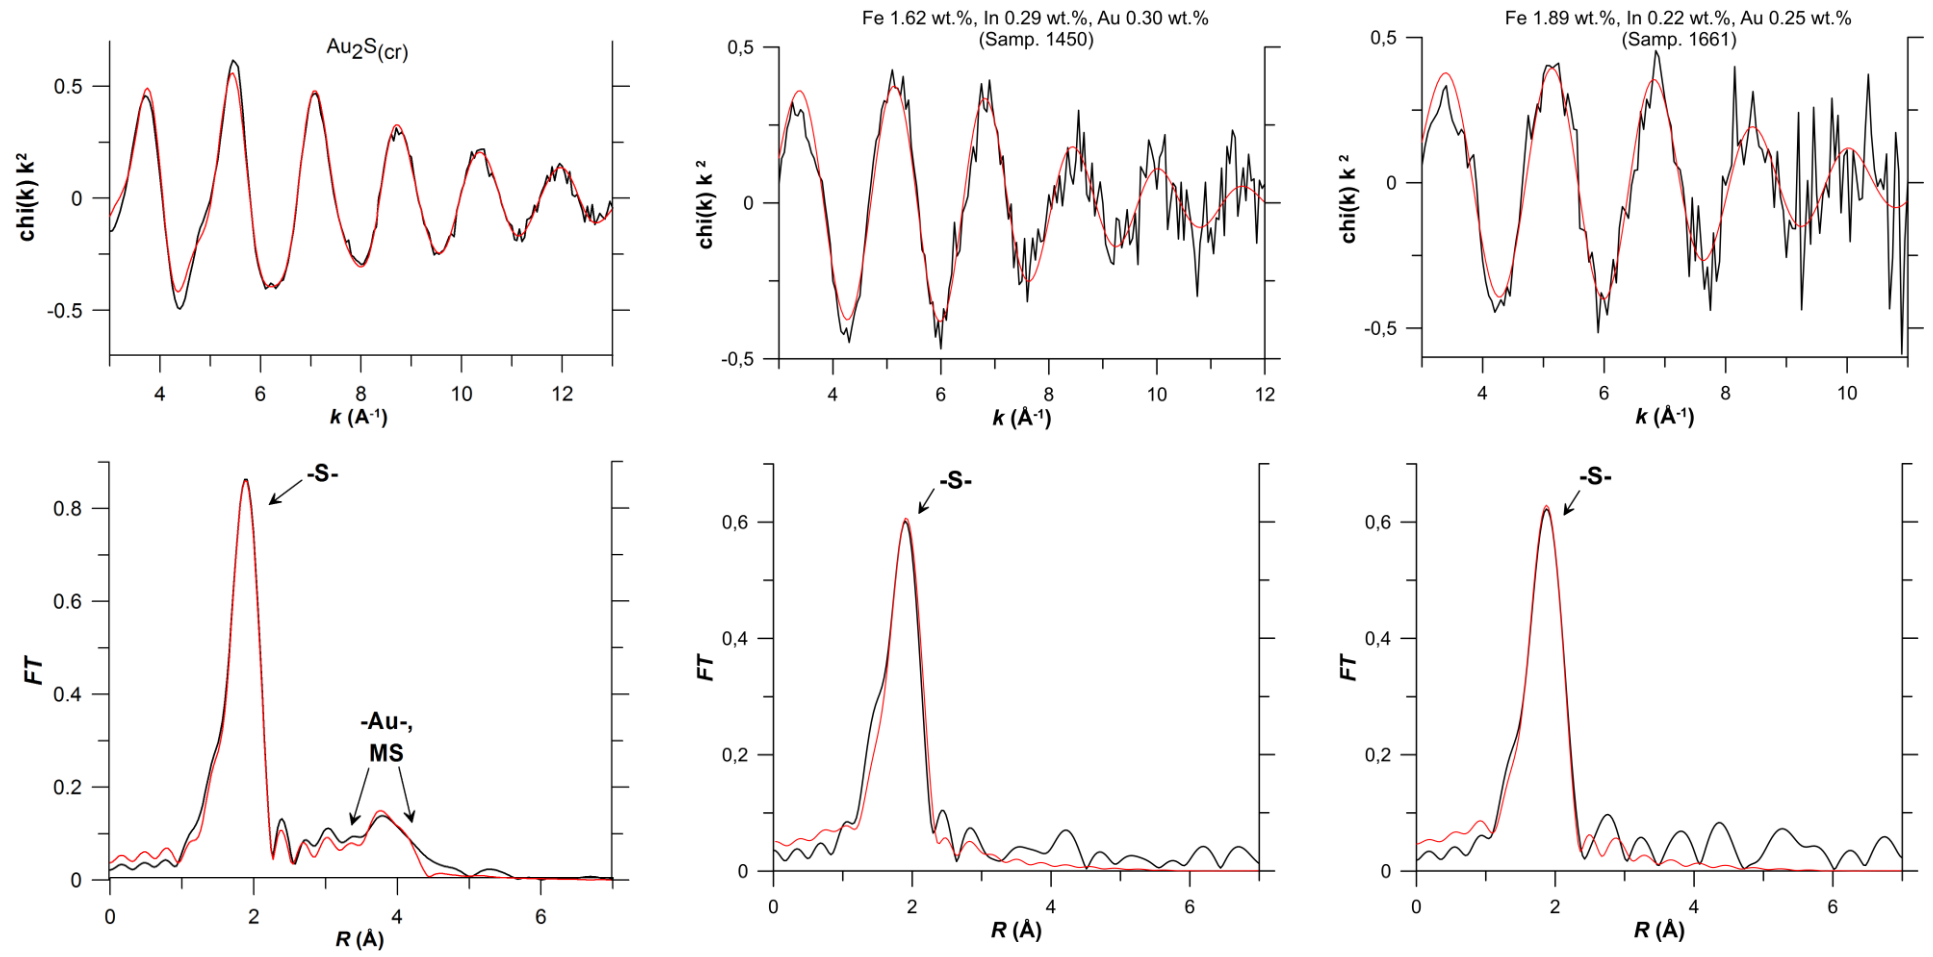 Au2S(cr)
0.5
0
-0.5
chi(k) k2
4 6 8 10 12
k (A-1)
Fe 1.62 wt.%, In 0.29 wt.%, Au 0.30 wt.%
(Samp. 1450)
0,5
0
-0,5
chi(k) k 2
4 6 8 10 12
k (Å-1)
Fe 1.89 wt.%, In 0.22 wt.%, Au 0.25 wt.%
(Samp. 1661)
0,5
0
-0,5
chi(k) k 2
4 6 8 10
k (Å-1)
-S-
0.8
0.6
0.4
0.2
0
FT
-Au-,
MS
0 2 4 6
R (Å)
-S-
0,6
0,4
0,2
0
FT
0 2 4 6
R (Å)
-S-
0,6
0,4
0,2
0
FT
0 2 4 6
R (Å)